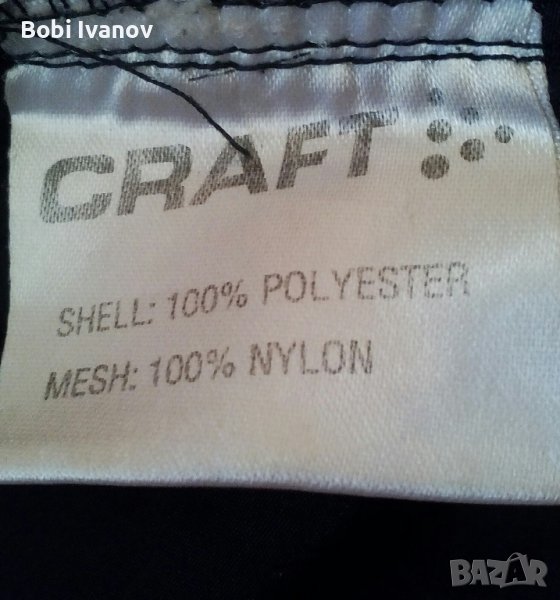 Bobi Ivanov
CRAFT
SHELL: 100% POLYESTER
MESH: 100% NYLON
BAZAR